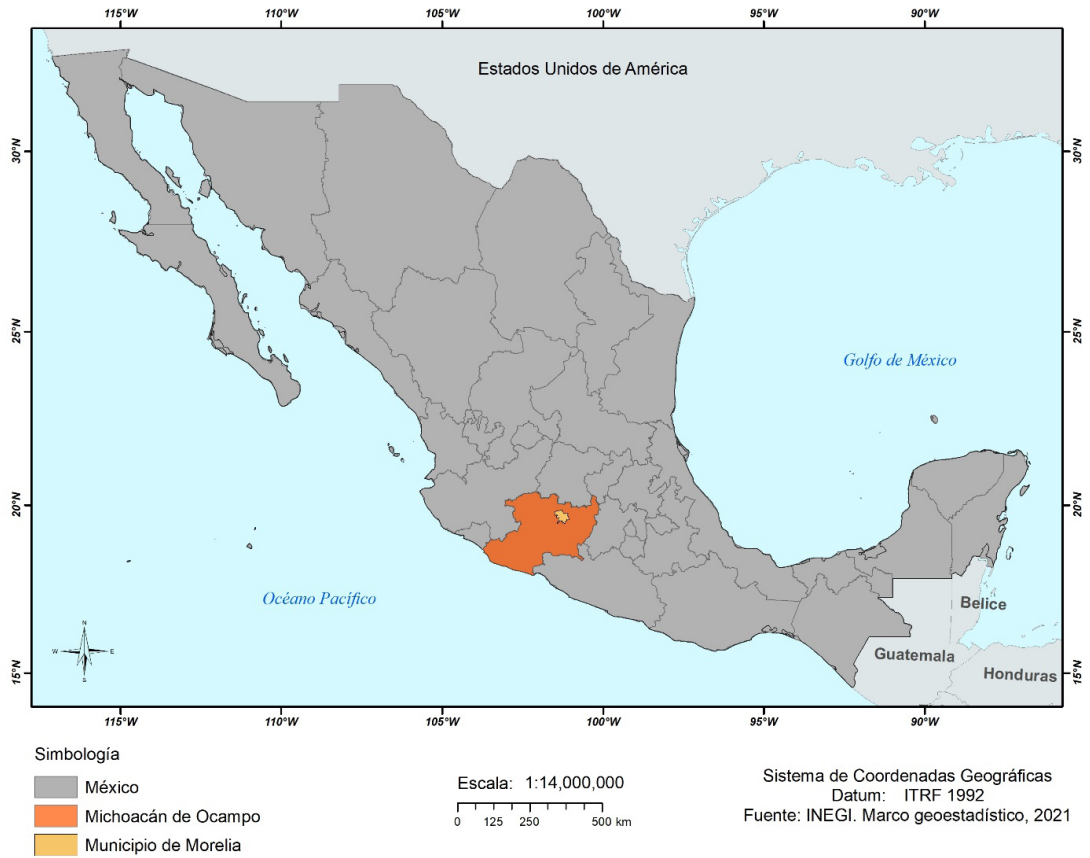 115°W 110°W 105°W 100°W 95°W 90°W
Estados Unidos de América
30°N 30°N
25°N 25°N
Golfo de México
20°N 20°N
Océano Pacífico
Belice
N
W E
S
Guatemala
15°N 15°N
Honduras
115°W 110°W 105°W 100°W 95°W 90°W
Simbología
México
Michoacán de Ocampo
Municipio de Morelia
Escala: 1:14,000,000
0 125 250 500 km
Sistema de Coordenadas Geográficas
Datum: ITRF 1992
Fuente: INEGI. Marco geoestadístico, 2021